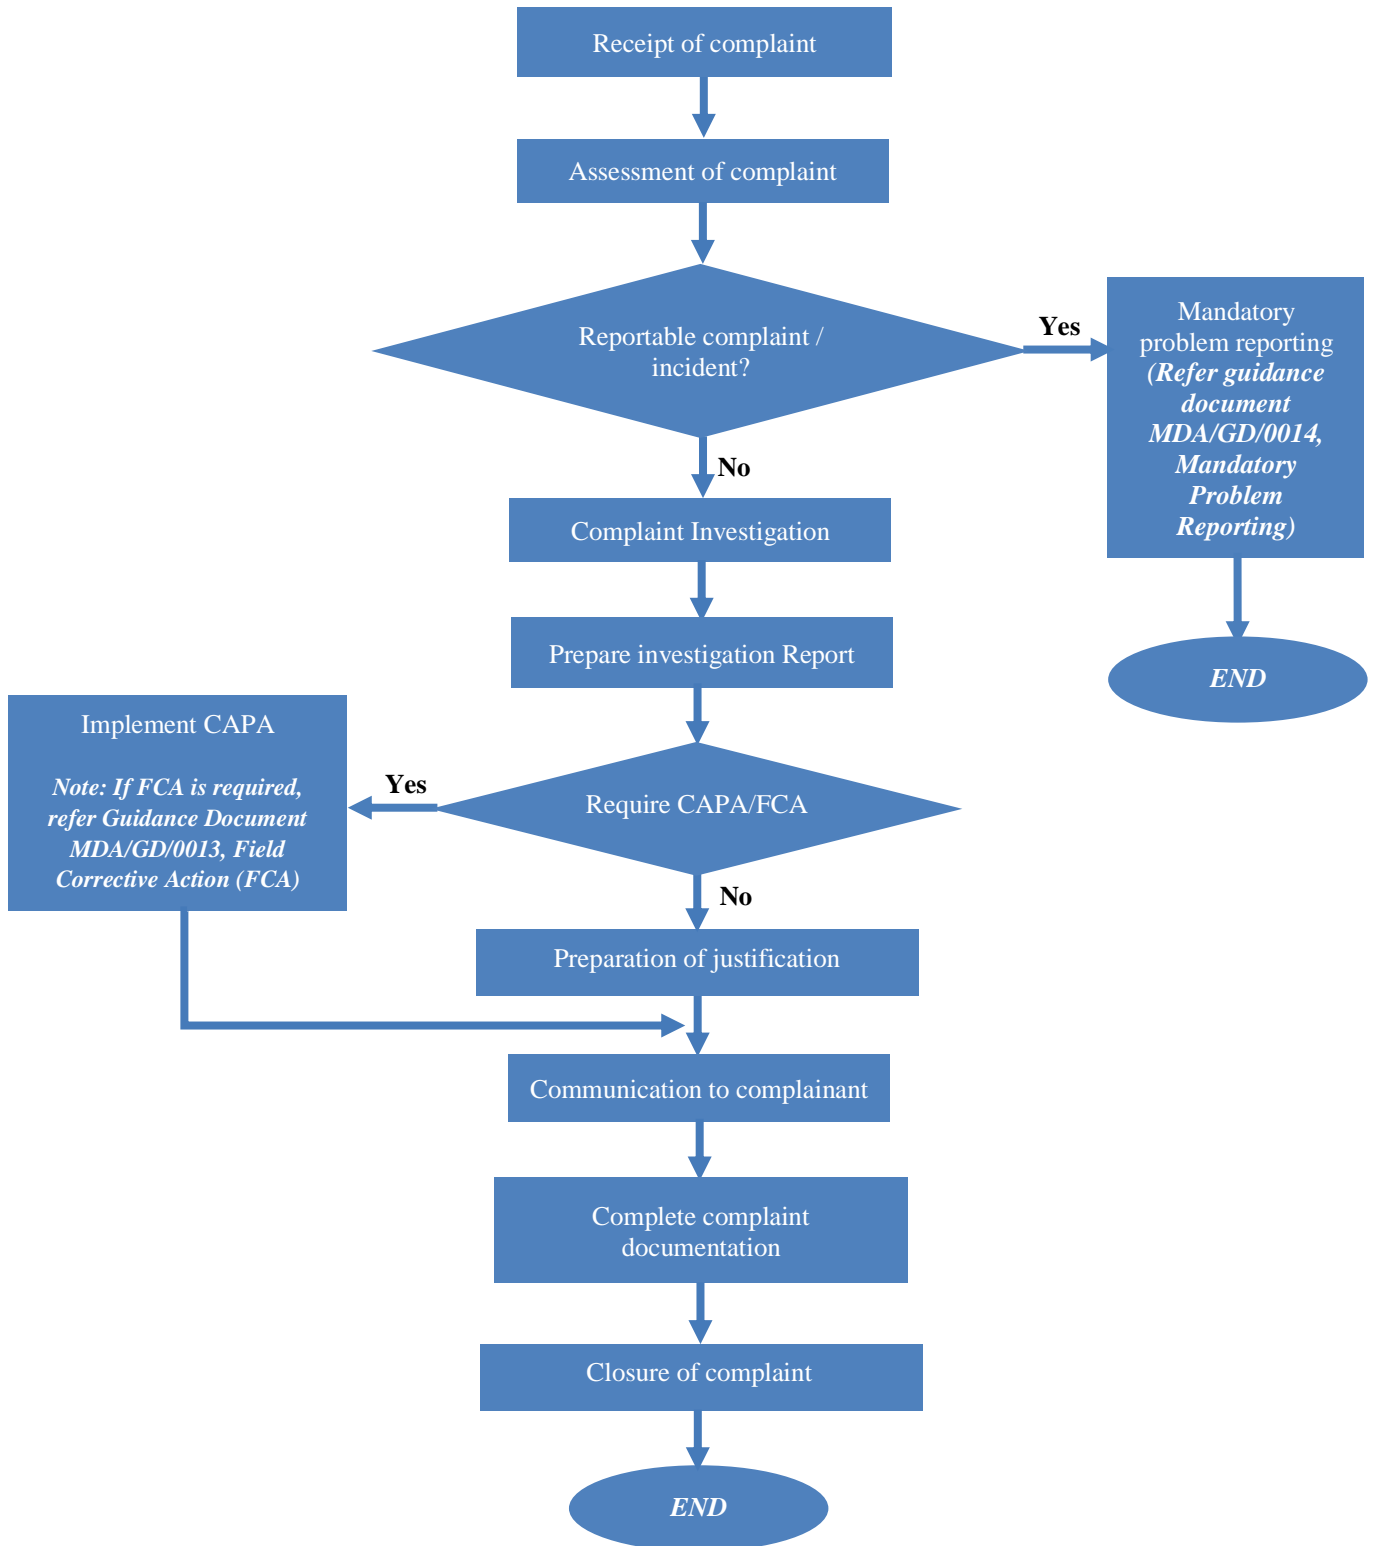 Receipt of complaint
Assessment of complaint
Reportable complaint /
incident?
Yes
Mandatory
problem reporting
(Refer guidance
document
MDA/GD/0014,
Mandatory
Problem
Reporting)
END
No
Complaint Investigation
Prepare investigation Report
Require CAPA/FCA
Yes
Implement CAPA
Note: If FCA is required,
refer Guidance Document
MDA/GD/0013, Field
Corrective Action (FCA)
No
Preparation of justification
Communication to complainant
Complete complaint
documentation
Closure of complaint
END